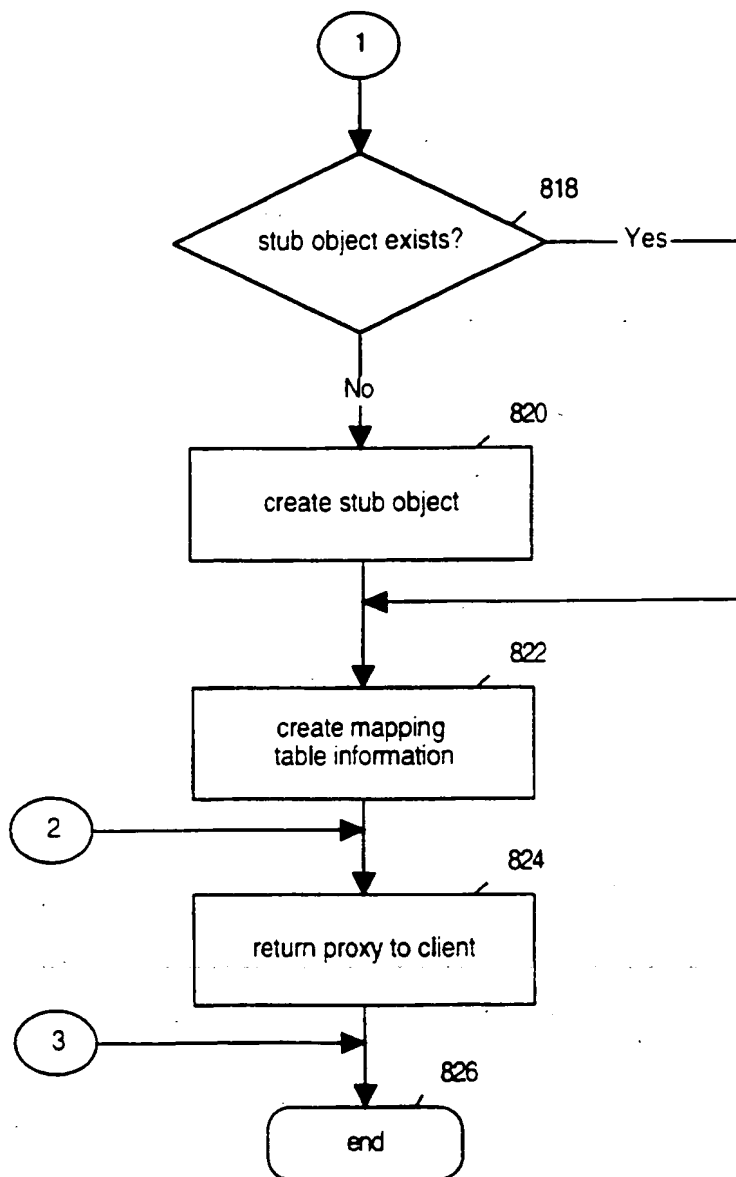 1
818
stub object exists?
Yes
No
820
create stub object
822
create mapping
table information
2
824
return proxy to client
3
826
end